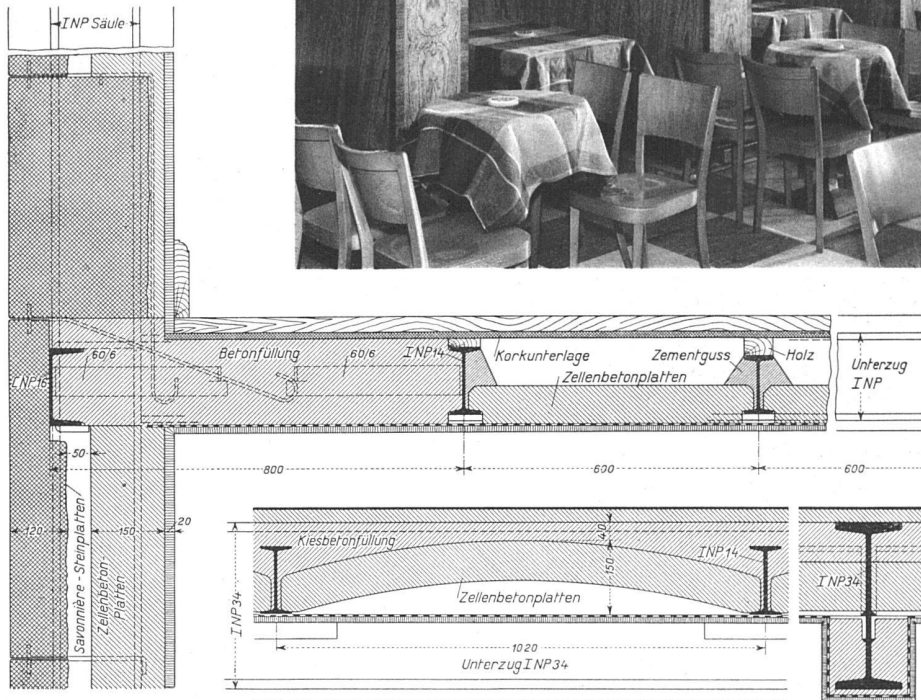 INP Säule
60/6
Betonfüllung
60/6
INP14
INP16
Korkunterlage
Zementguss
Holz
Zellenbetonplatten
Unterzug
INP
50
800
600
600
120
150
20
Savonnière-Steinplatten
Zellenbeton-
Platten
INP34
Kiesbetonfüllung
150
INP14
Zellenbetonplatten
1020
Unterzug INP34
INP34